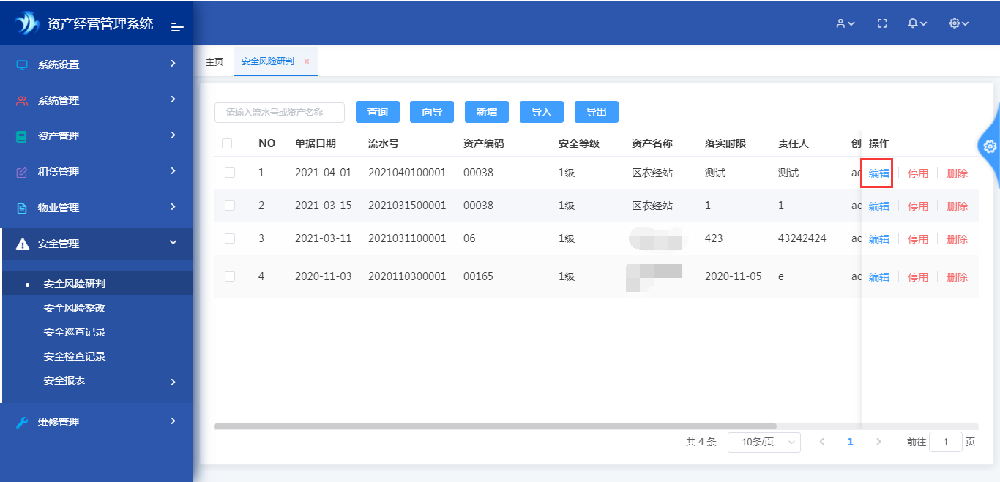 资产经营管理系统
系统设置
系统管理
资产管理
租赁管理
物业管理
安全管理
安全风险研判
安全风险整改
安全巡查记录
安全检查记录
安全报表
维修管理
主页 安全风险研判 ×
请输入流水号或资产名称 查询 向导 新增 导入 导出
NO 单据日期 流水号 资产编码 安全等级 资产名称 落实时限 责任人 创 操作
1 2021-04-01 2021040100001 00038 1级 区农经站 测试 测试 ac 编辑 停用 删除
2 2021-03-15 2021031500001 00038 1级 区农经站 1 1 ac 编辑 停用 删除
3 2021-03-11 2021031100001 06 1级 423 43242424 ac 编辑 停用 删除
4 2020-11-03 2020110300001 00165 1级 2020-11-05 e ac 编辑 停用 删除
共 4 条 10条/页 1 前往 1 页